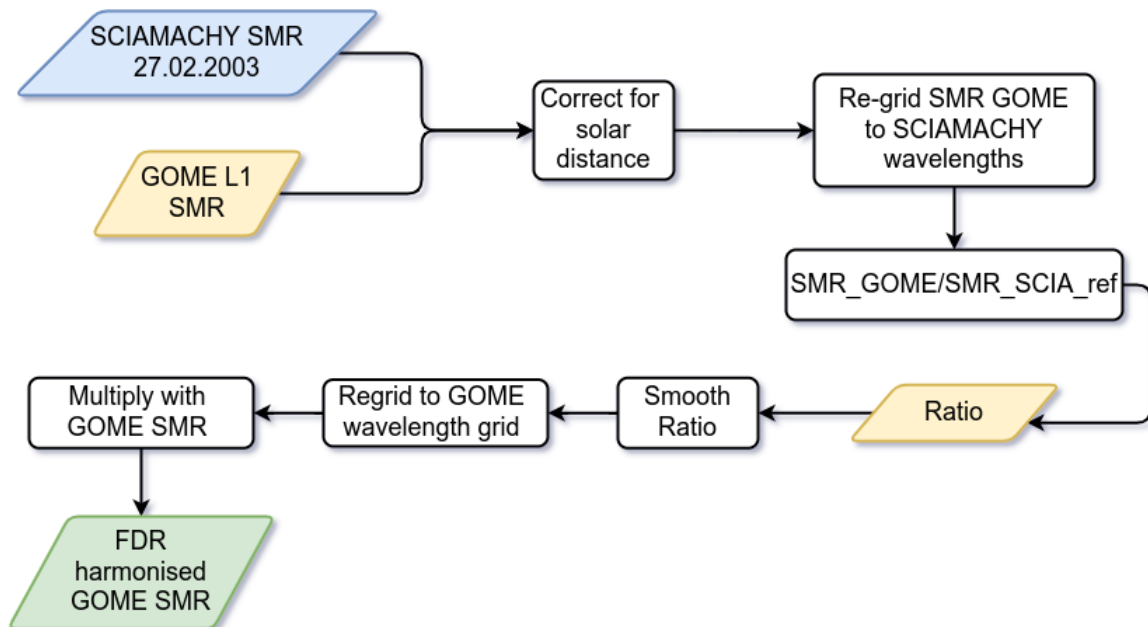 SCIAMACHY SMR
27.02.2003
GOME L1
SMR
Correct for
solar
distance
Re-grid SMR GOME
to SCIAMACHY
wavelengths
SMR_GOME/SMR_SCIA_ref
Ratio
Smooth
Ratio
Regrid to GOME
wavelength grid
Multiply with
GOME SMR
FDR
harmonised
GOME SMR